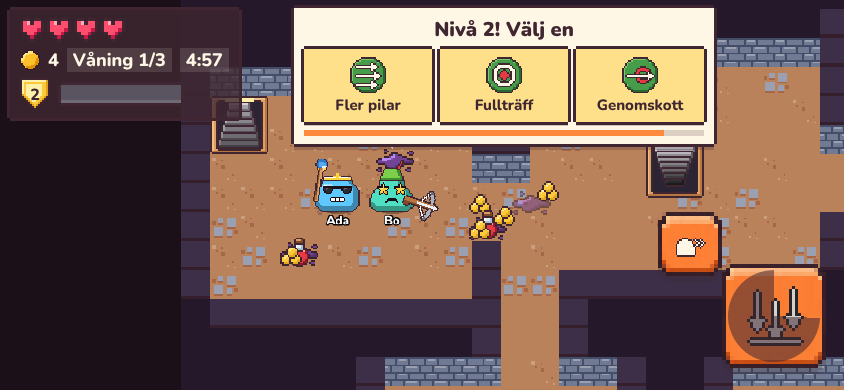 Nivå 2! Välj en
4 Våning 1/3 4:57
2
Fler pilar
Fullträff
Genomskott
Ada
Bo